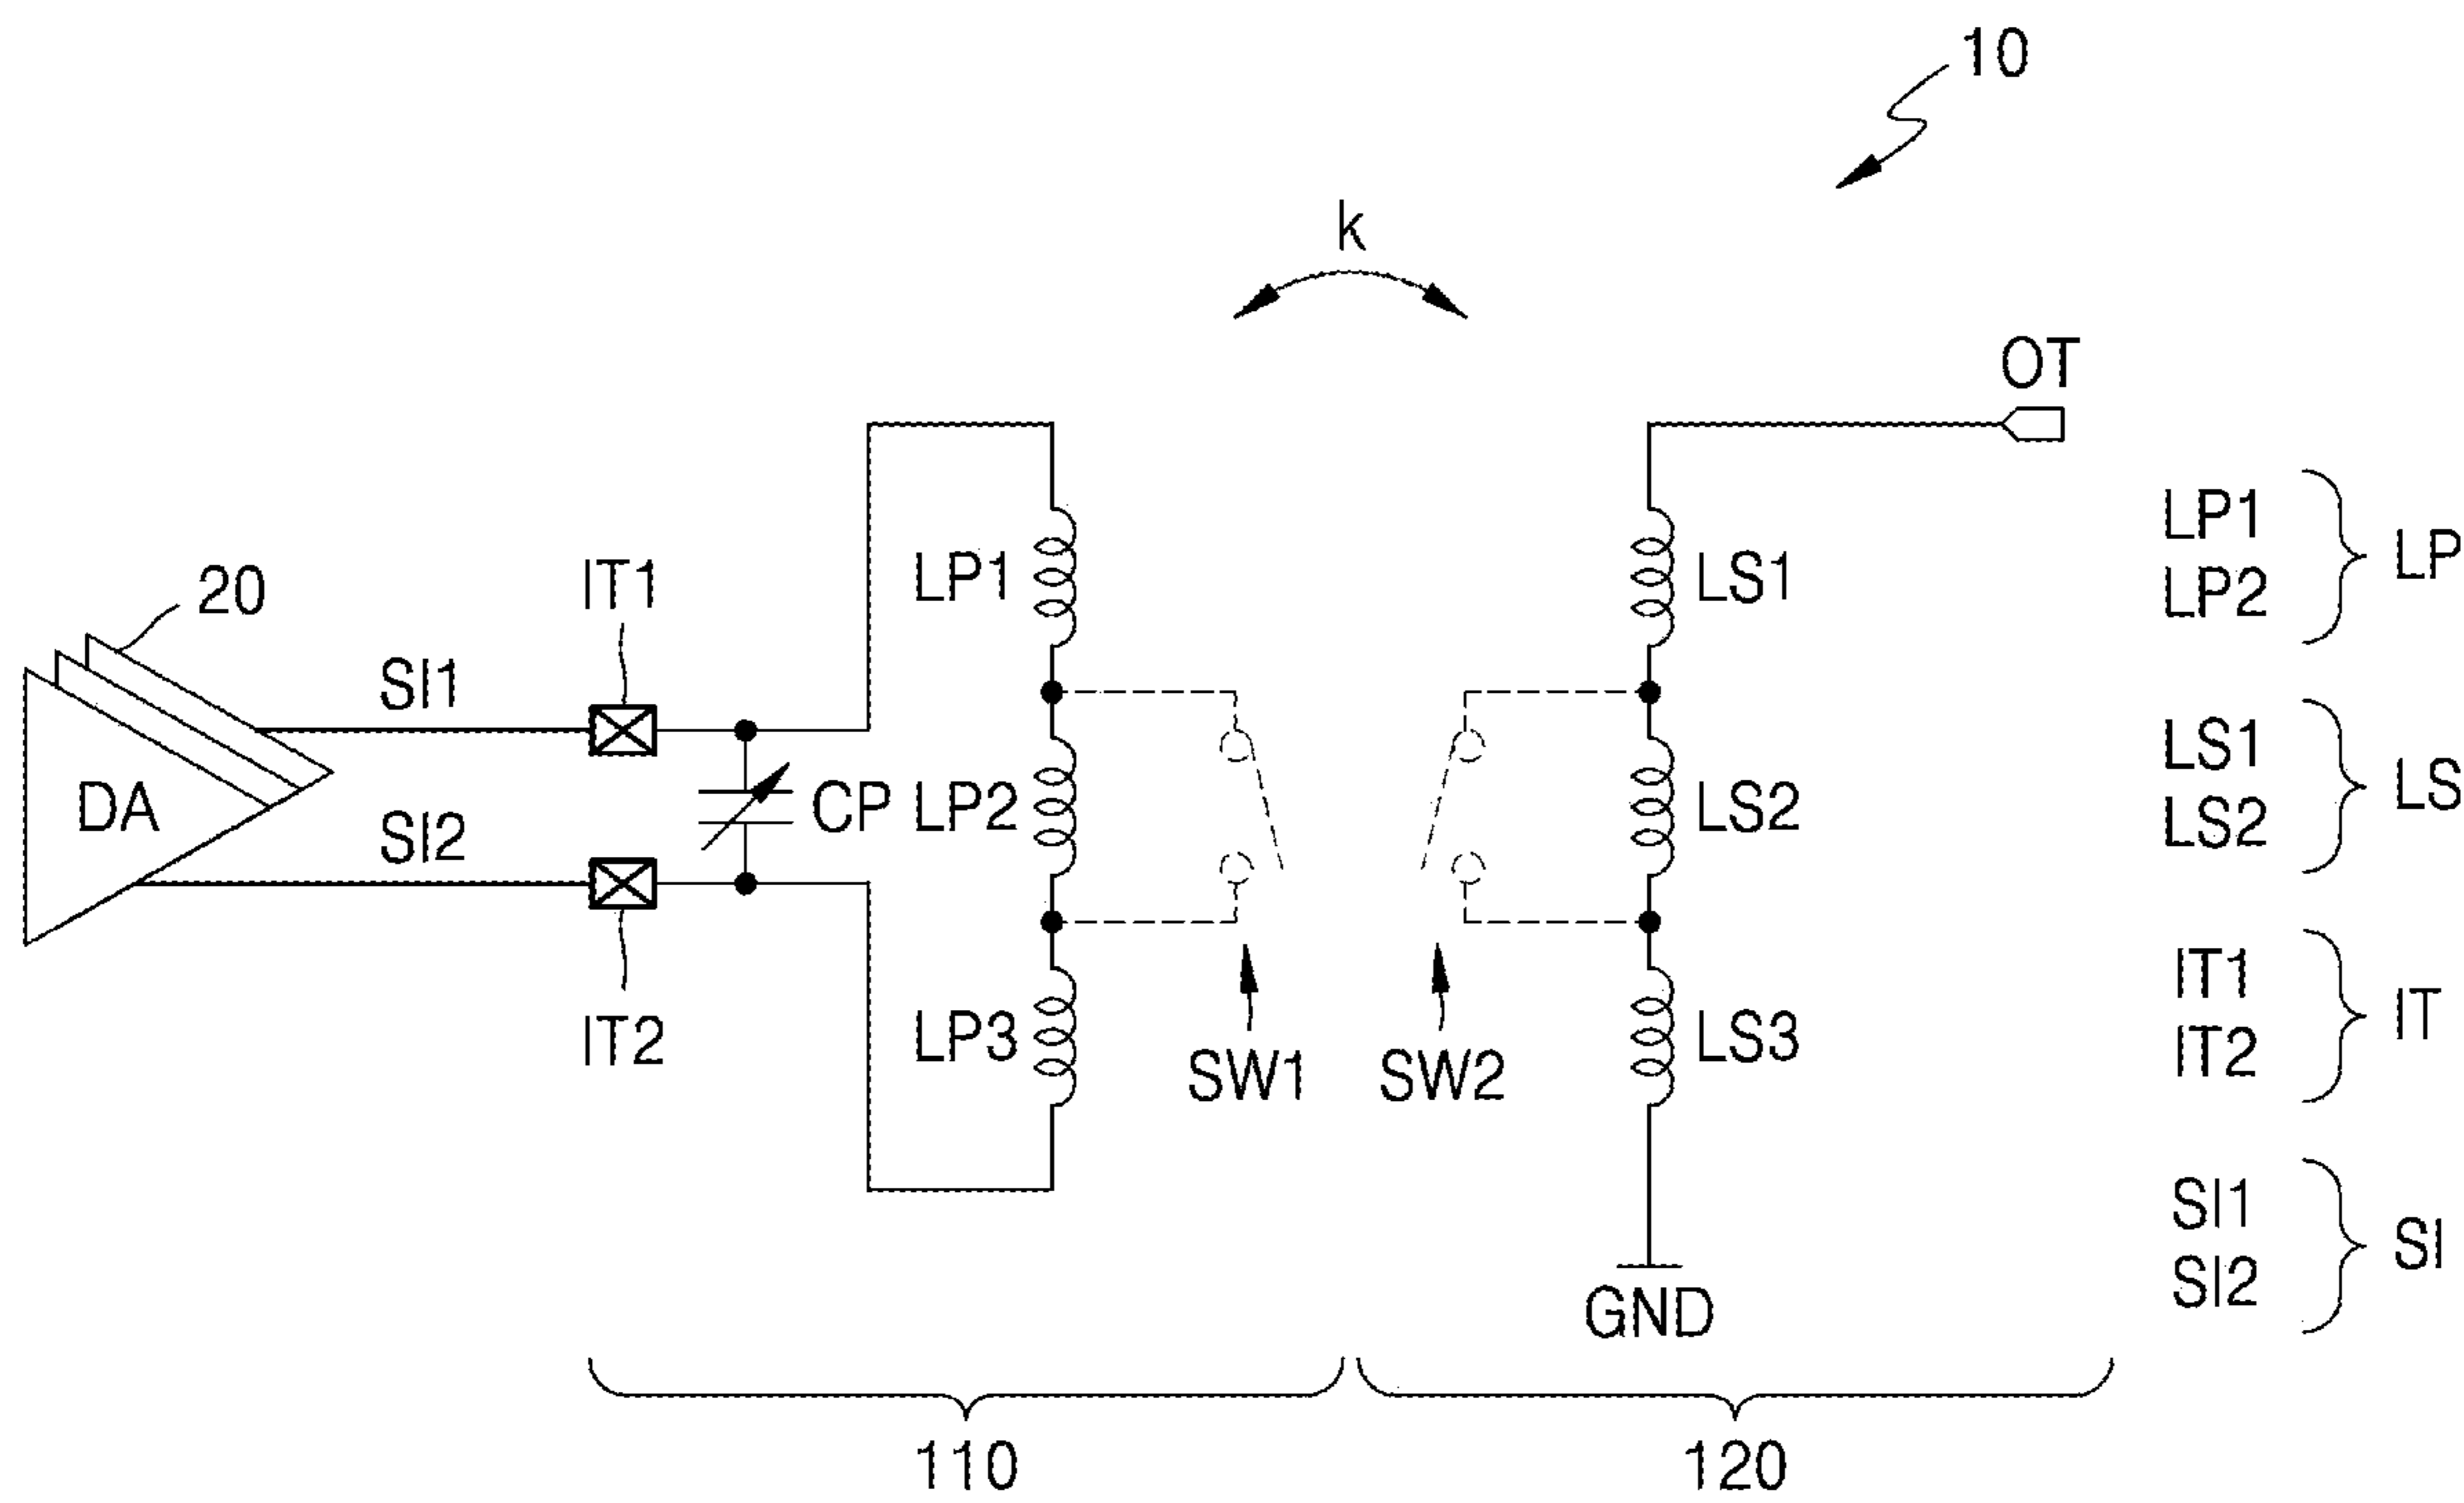 10
k
OT
LP1
LP2
LP
20
SI1
IT1
LP1
LS1
LS1
LS2
LS
DA
SI2
CP
LP2
LS2
IT2
LP3
SW1
SW2
LS3
IT1
IT2
IT
SI1
SI2
SI
GND
110
120